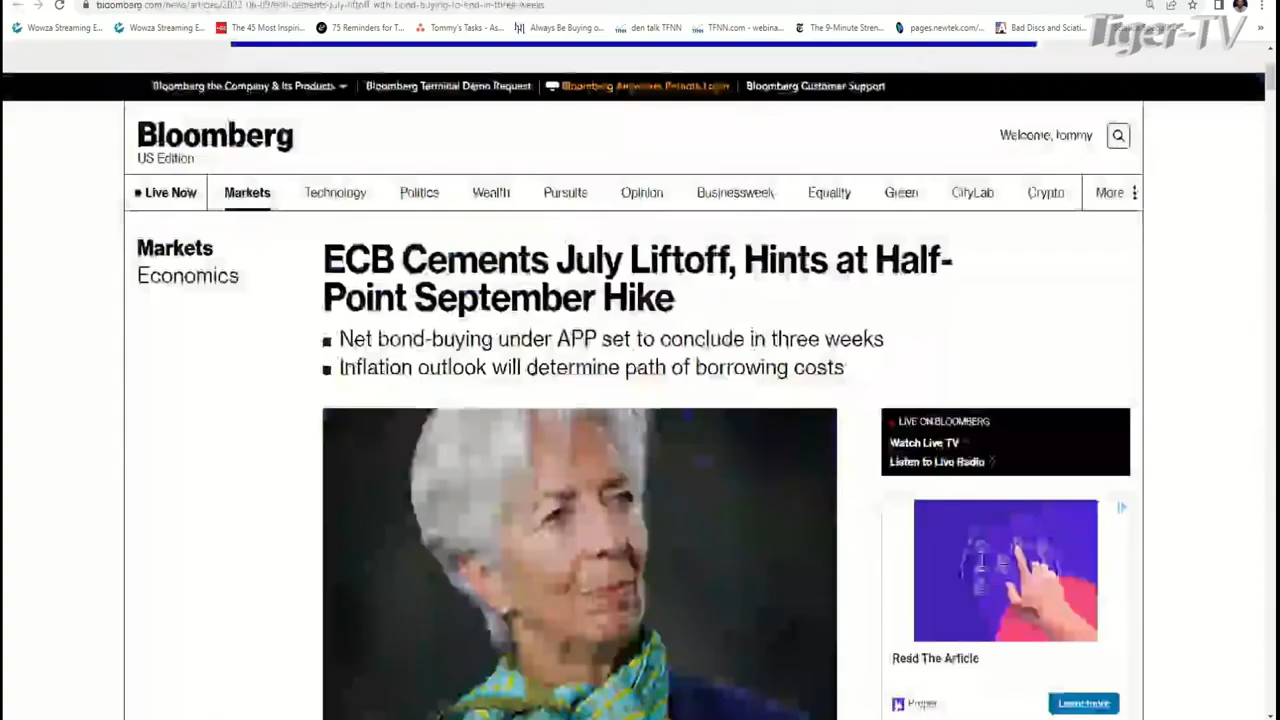 bloomberg.com/news/articles/2022-06-09/ecb-cements-july-liftoff-with-bond-buying-to-end-in-three-weeks
Wowza Streaming E... Wowza Streaming E... The 45 Most Inspiri... 75 Reminders for T... Tommy's Tasks - As... Always Be Buying o... den talk TFNN TFNN.com - webina... The 9-Minute Stren... pages.newtek.com/... Bad Discs and Sciati...
Tiger-TV
Bloomberg the Company & Its Products Bloomberg Terminal Demo Request Bloomberg Anywhere Remote Login Bloomberg Customer Support
Bloomberg
US Edition
Welcome, tommy
Live Now Markets Technology Politics Wealth Pursuits Opinion Businessweek Equality Green CityLab Crypto More
Markets
Economics
ECB Cements July Liftoff, Hints at Half-
Point September Hike
Net bond-buying under APP set to conclude in three weeks
Inflation outlook will determine path of borrowing costs
LIVE ON BLOOMBERG
Watch Live TV
Listen to Live Radio
Read The Article
Learn more